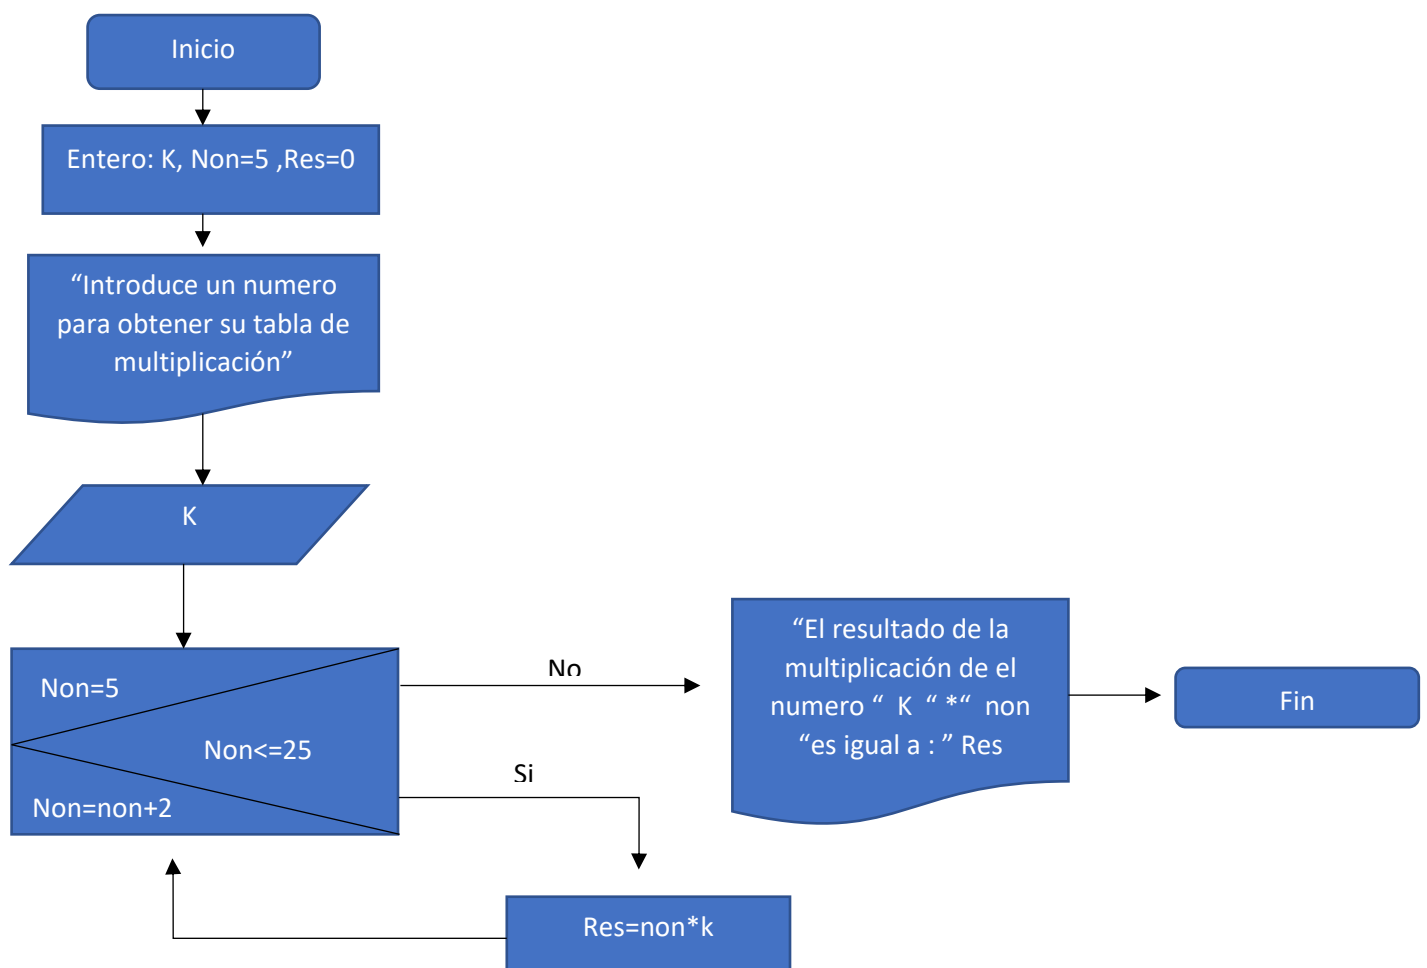 Inicio
Entero: K, Non=5 ,Res=0
“Introduce un numero
para obtener su tabla de
multiplicación”
K
Non=5
Non<=25
Non=non+2
No
Si
“El resultado de la
multiplicación de el
numero “ K “ *“ non
“es igual a : ” Res
Fin
Res=non*k